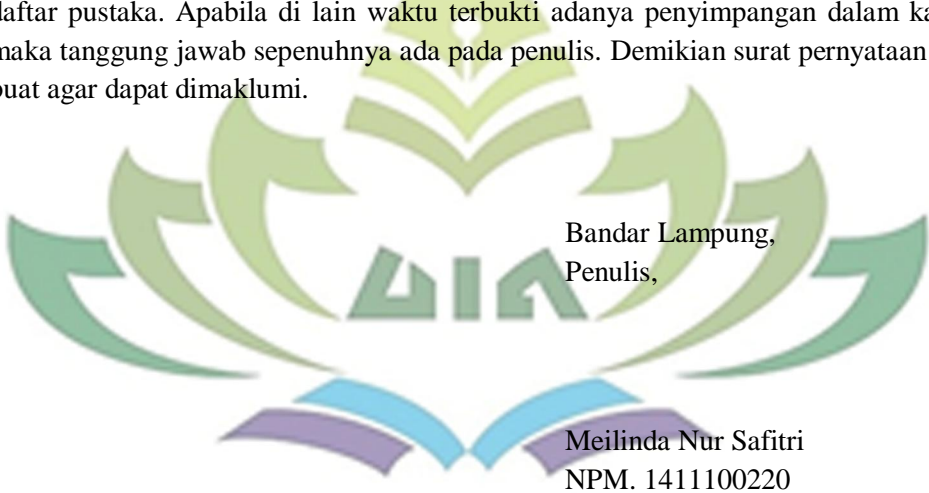 daftar pustaka. Apabila di lain waktu terbukti adanya penyimpangan dalam
maka tanggung jawab sepenuhnya ada pada penulis. Demikian surat pernyataan
buat agar dapat dimaklumi.
Bandar Lampung,
Penulis,
UIN
Meilinda Nur Safitri
NPM. 1411100220